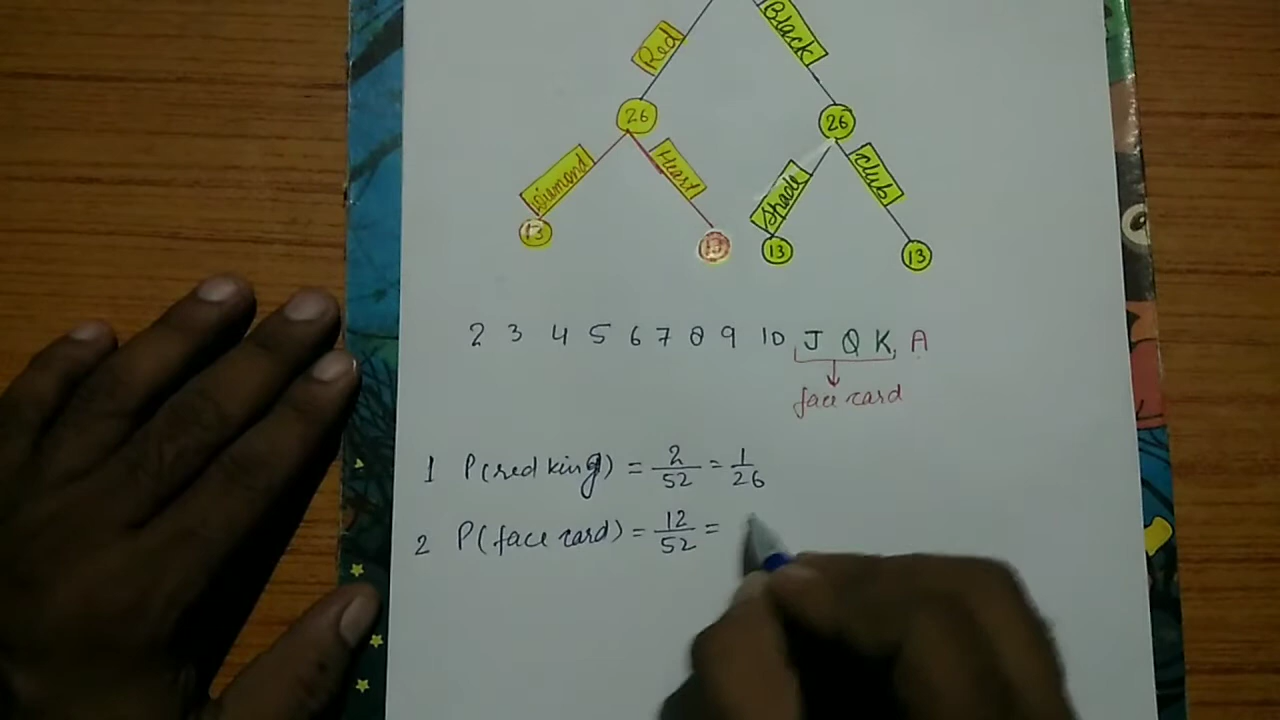 Red Black
26 26
Diamond Heart Spade Club
13 13 13 13
2 3 4 5 6 7 8 9 10 J Q K, A
face card
1 P(red king) = 2/52 = 1/26
2 P(face card) = 12/52 =